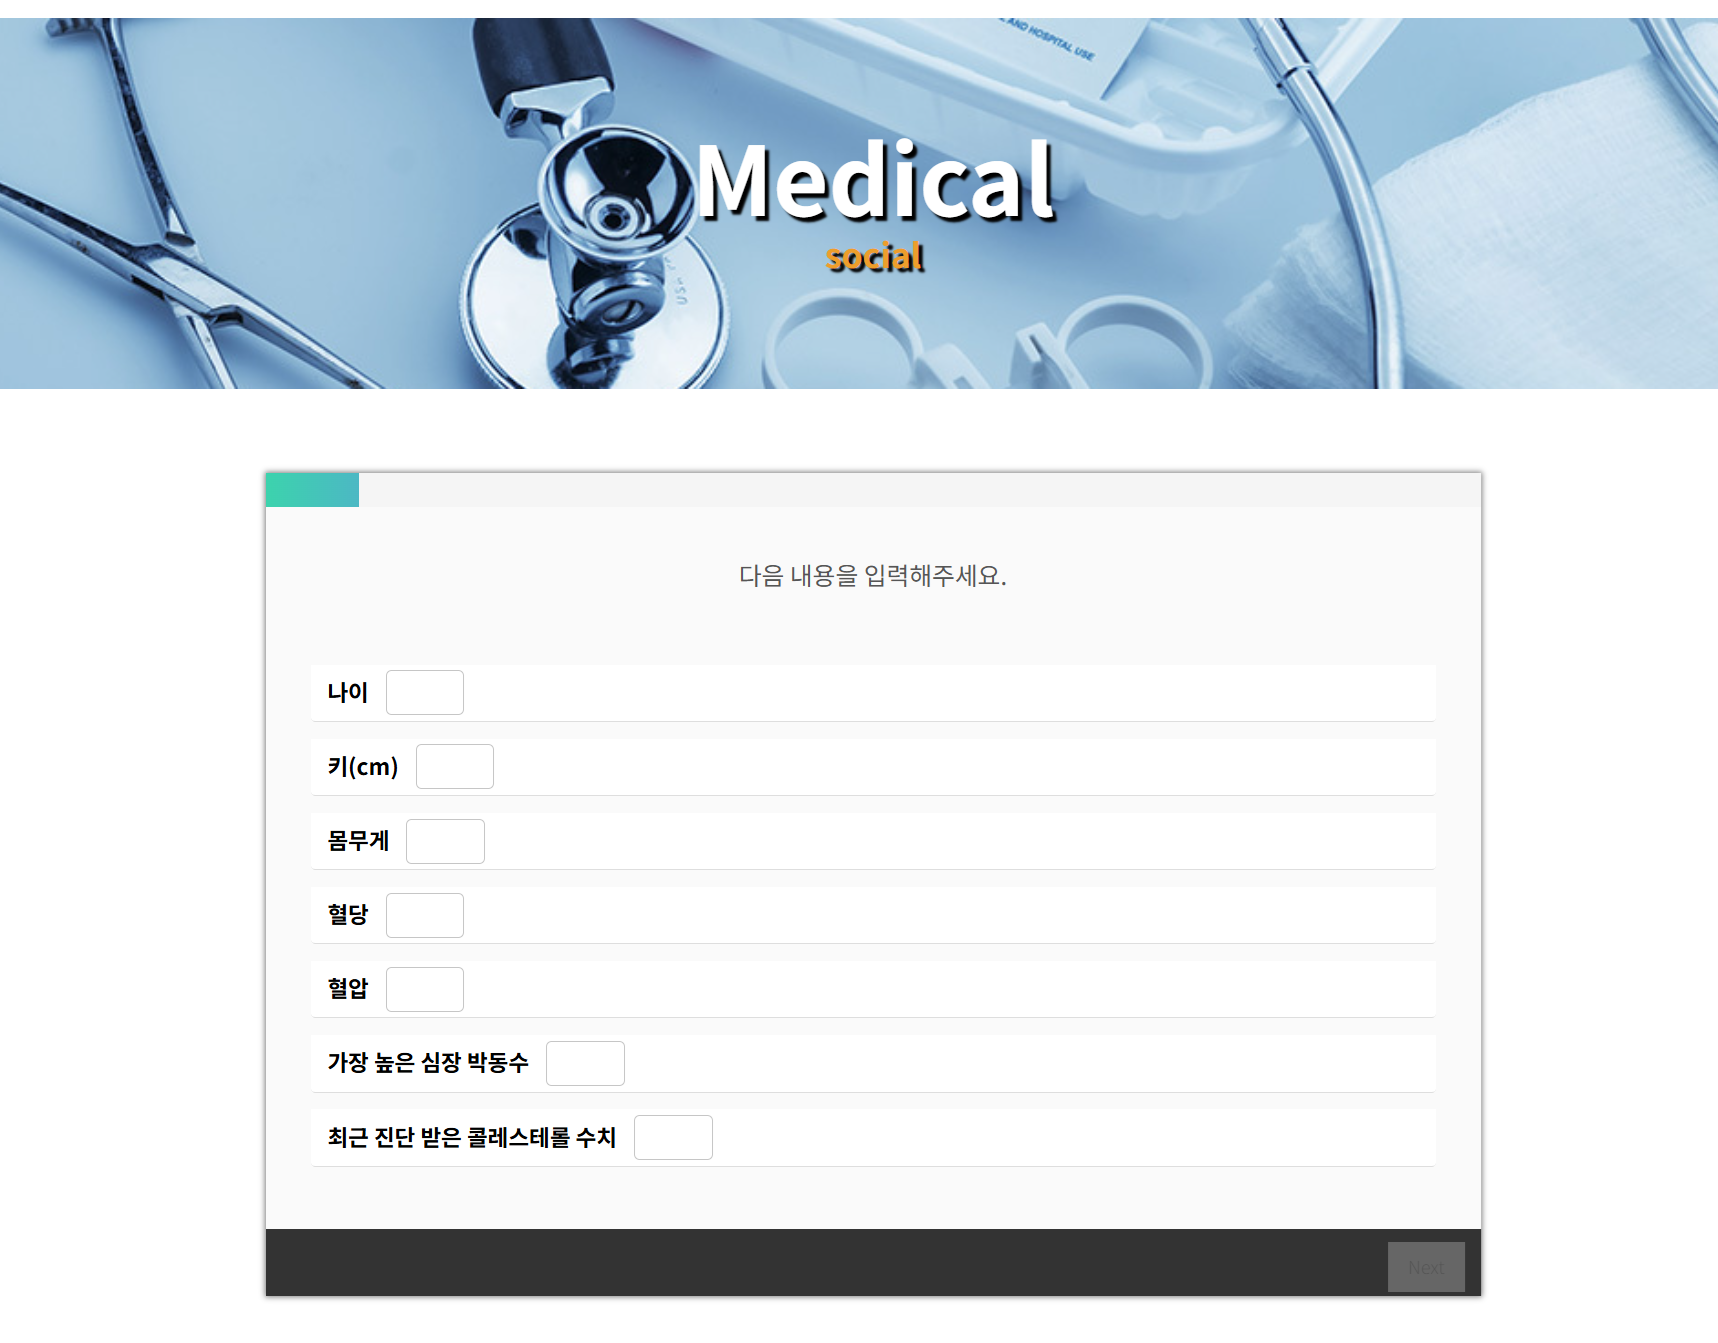 AND HOSPITAL USE
Medical
social
USA
다음 내용을 입력해주세요.
나이
키(cm)
몸무게
혈당
혈압
가장 높은 심장 박동수
최근 진단 받은 콜레스테롤 수치
Next